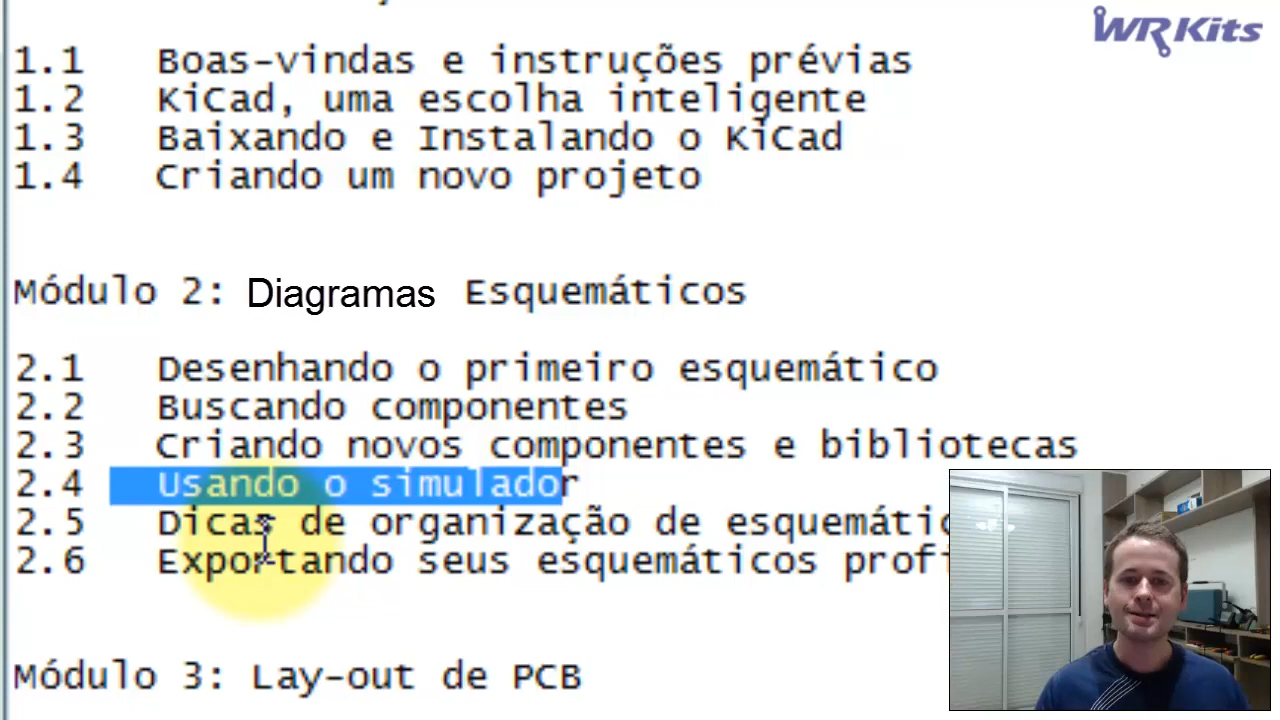 WRKits
1.1 Boas-vindas e instruções prévias
1.2 KiCad, uma escolha inteligente
1.3 Baixando e Instalando o KiCad
1.4 Criando um novo projeto
Módulo 2: Diagramas Esquemáticos
2.1 Desenhando o primeiro esquemático
2.2 Buscando componentes
2.3 Criando novos componentes e bibliotecas
2.4 Usando o simulador
2.5 Dicas de organização de
2.6 Exportando seus esquemáticos
Módulo 3: Lay-out de PCB